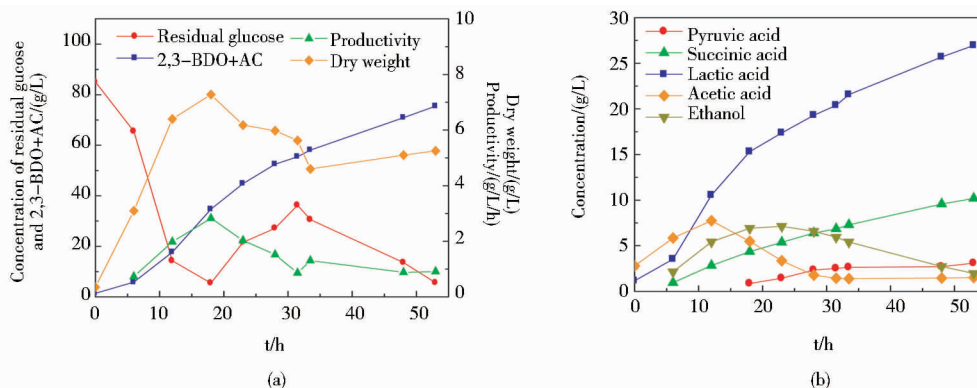 Concentration of residual glucose
and 2,3-BDO+AC/(g/L)
100
80
60
40
20
0
Residual glucose
2,3-BDO+AC
Productivity
Dry weight
10
8
6
4
2
0
Dry weight/(g/L)
Productivity/(g/L/h)
0
10
20
30
40
50
t/h
(a)
Concentration/(g/L)
30
25
20
15
10
5
0
Pyruvic acid
Succinic acid
Lactic acid
Acetic acid
Ethanol
0
10
20
30
40
50
t/h
(b)